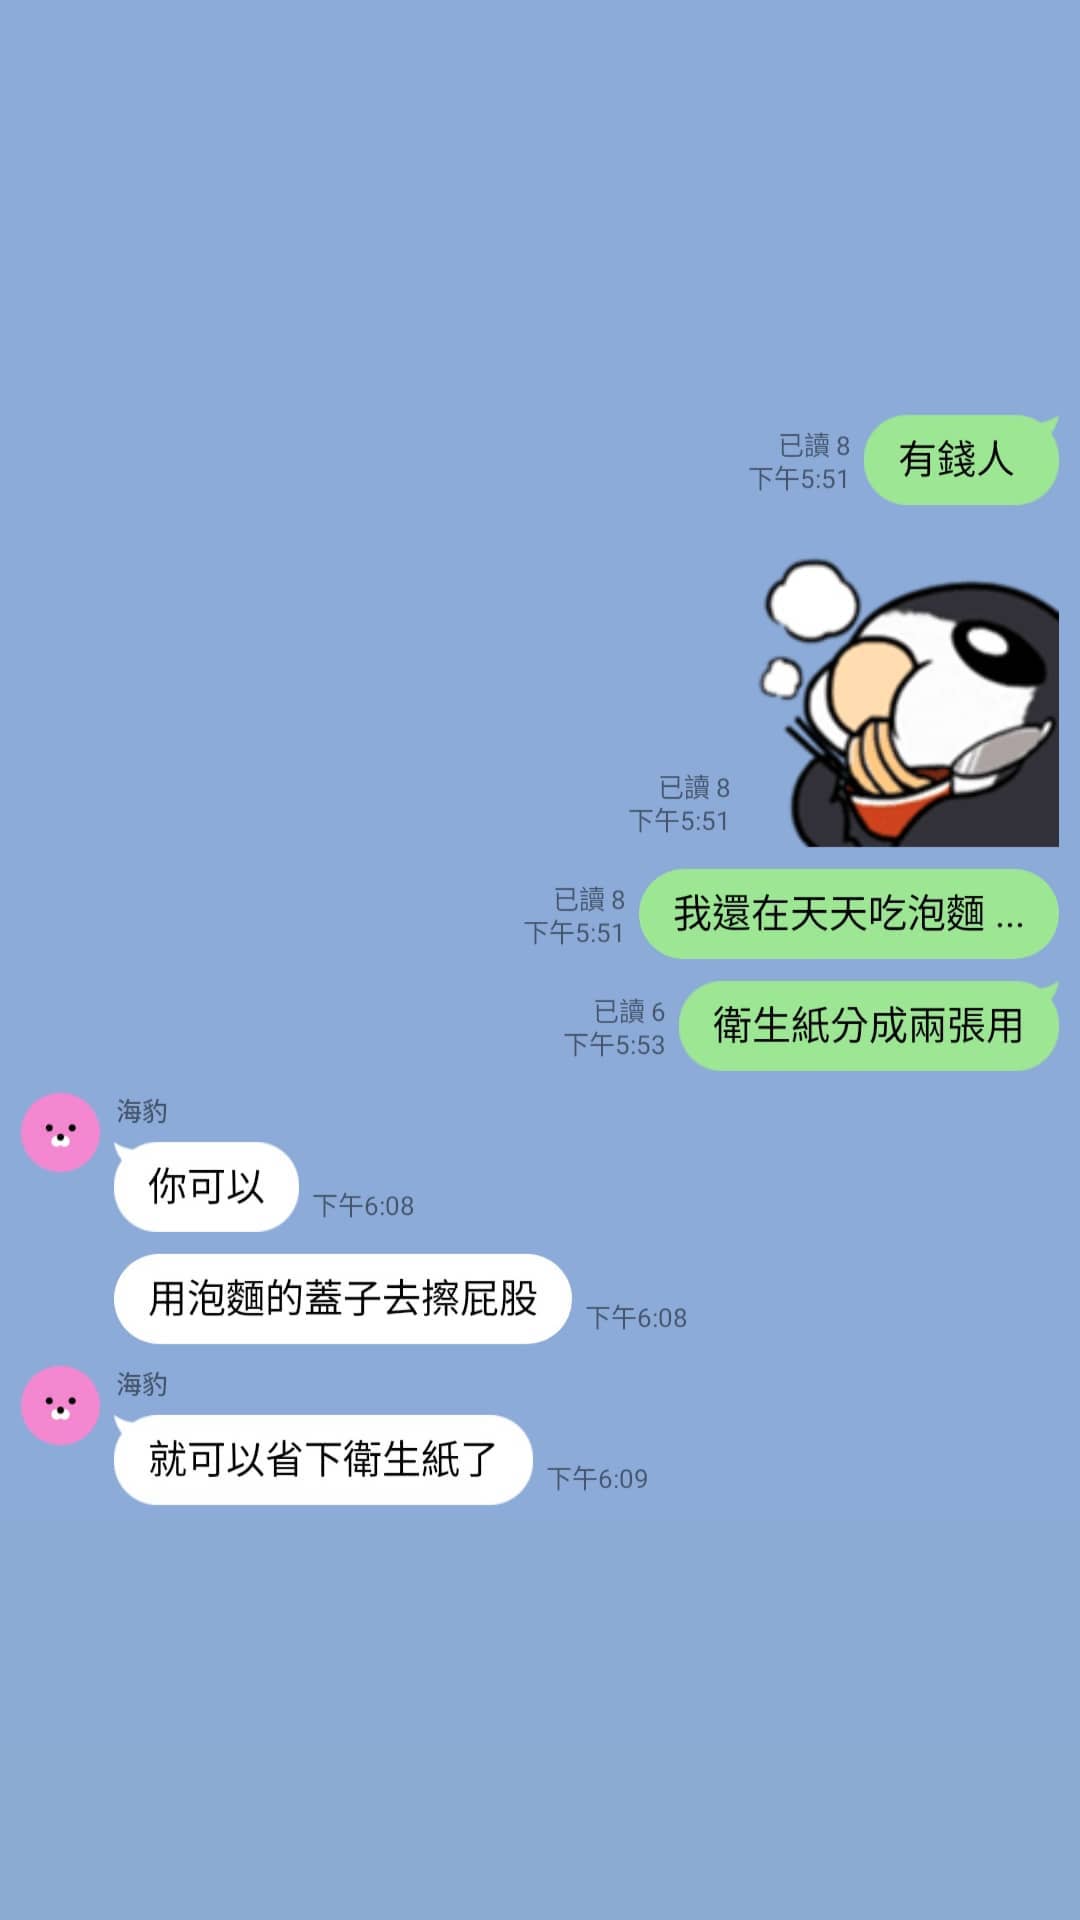 已讀 8
下午5:51
有錢人
已讀 8
下午5:51
已讀 8
下午5:51
我還在天天吃泡麵 ...
已讀 6
下午5:53
衛生紙分成兩張用
海豹
你可以
下午6:08
用泡麵的蓋子去擦屁股
下午6:08
海豹
就可以省下衛生紙了
下午6:09